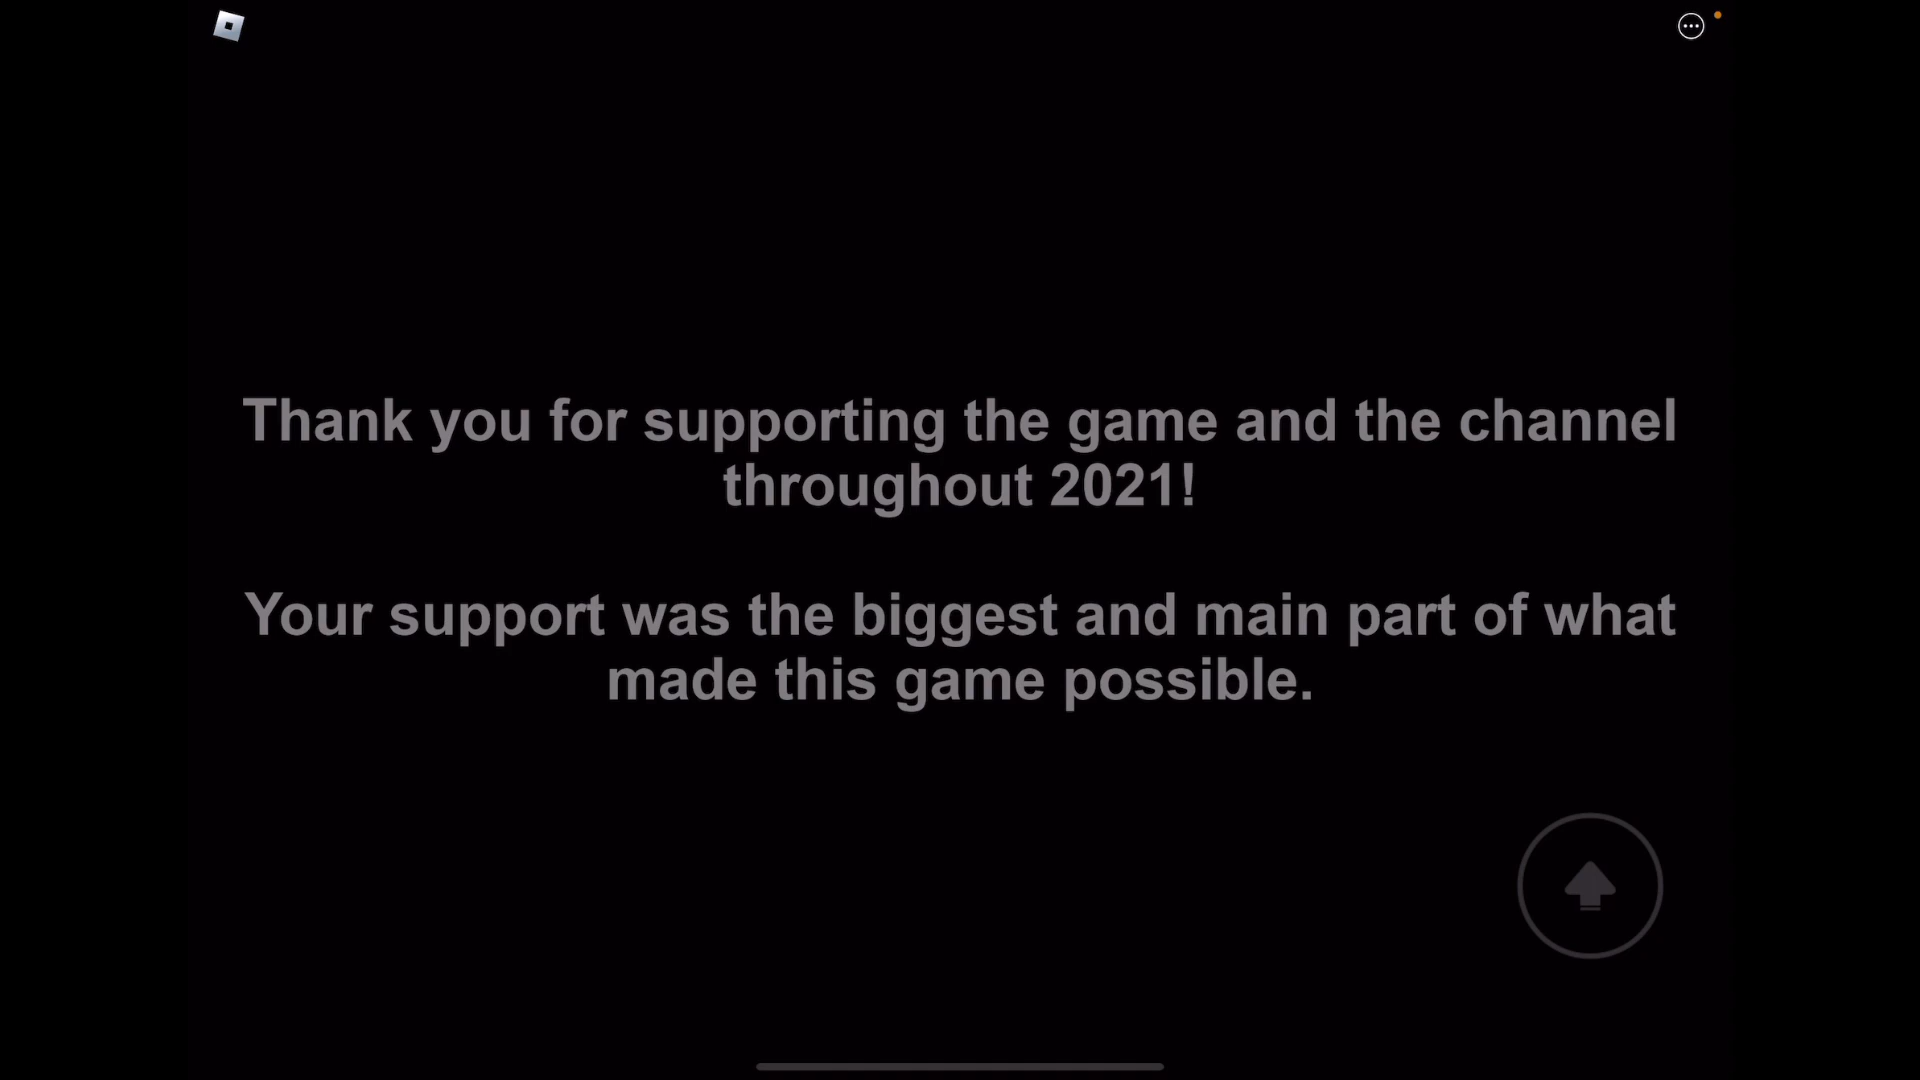 Thank you for supporting the game and the channel
throughout 2021!
Your support was the biggest and main part of what
made this game possible.